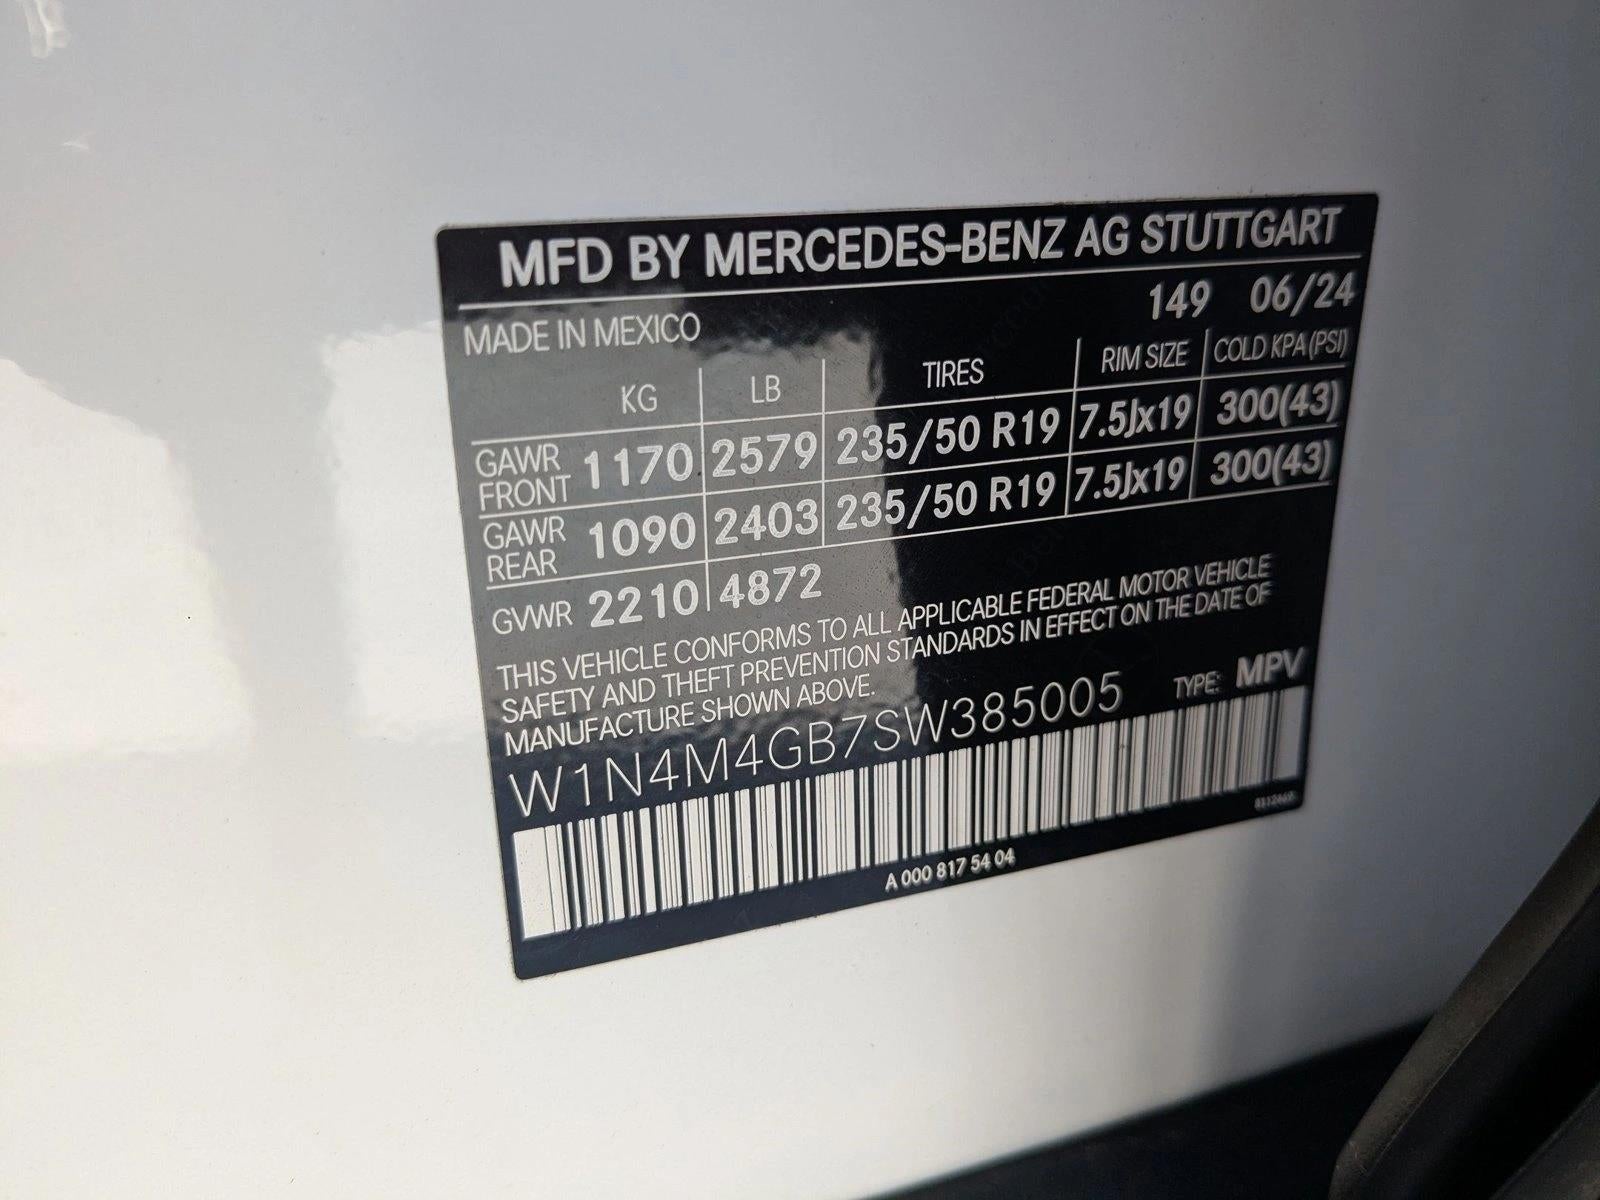 MFD BY MERCEDES-BENZ AG STUTTGART
149 06/24
MADE IN MEXICO
KG LB TIRES RIM SIZE COLD KPA (PSI)
GAWR FRONT 1170 2579 235/50 R19 7.5Jx19 300(43)
GAWR REAR 1090 2403 235/50 R19 7.5Jx19 300(43)
GVWR 2210 4872
THIS VEHICLE CONFORMS TO ALL APPLICABLE FEDERAL MOTOR VEHICLE
SAFETY AND THEFT PREVENTION STANDARDS IN EFFECT ON THE DATE OF
MANUFACTURE SHOWN ABOVE.
W1N4M4GB7SW385005 TYPE: MPV
A 000 817 54 04